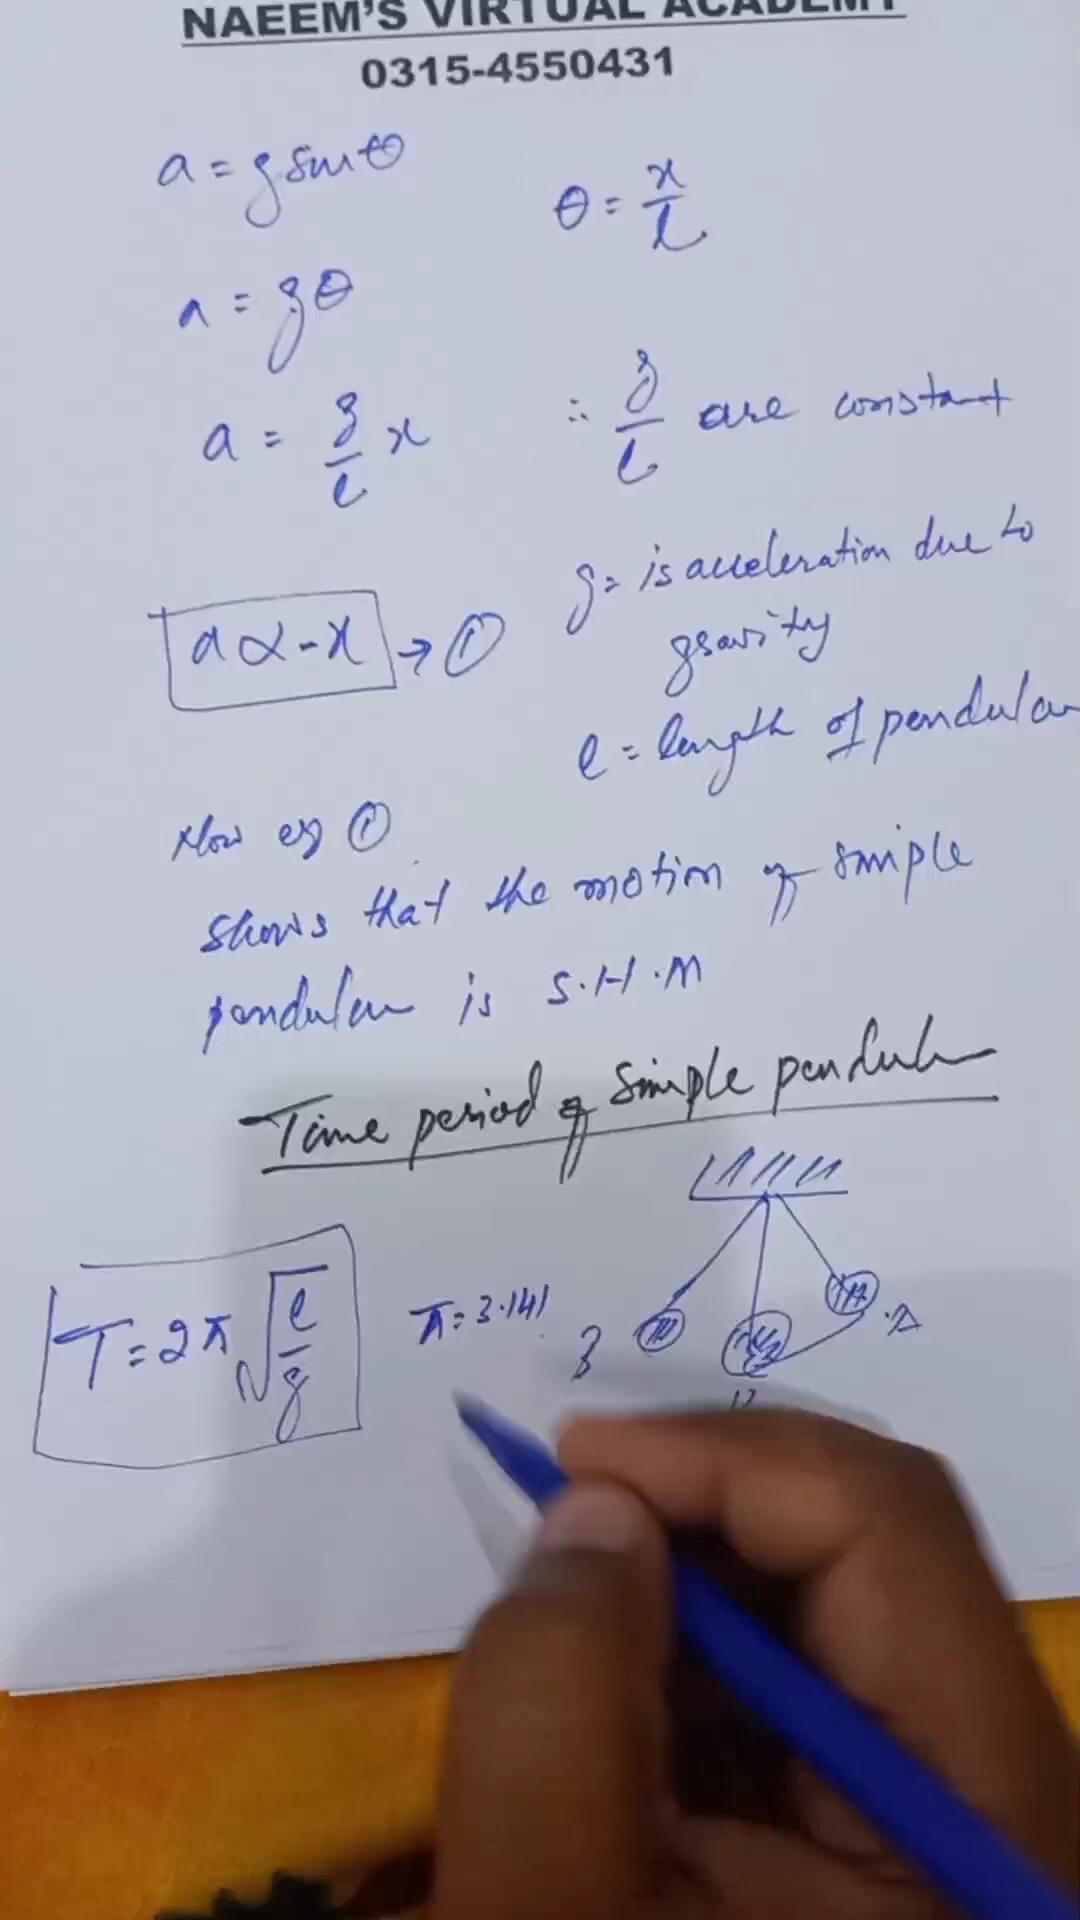 NAEEM'S VIRTUAL ACADEMY
0315-4550431
a = g sinθ
θ = x/l
a = gθ
a = g/l x
∴ g/l are constant
g = is acceleration due to
gravity
a ∝ -x → ①
l = length of pendulum
Now eq ①
shows that the motion of simple
pendulum is S.H.M
Time period of simple pendulum
T = 2π √l/g
π = 3.141
B
A